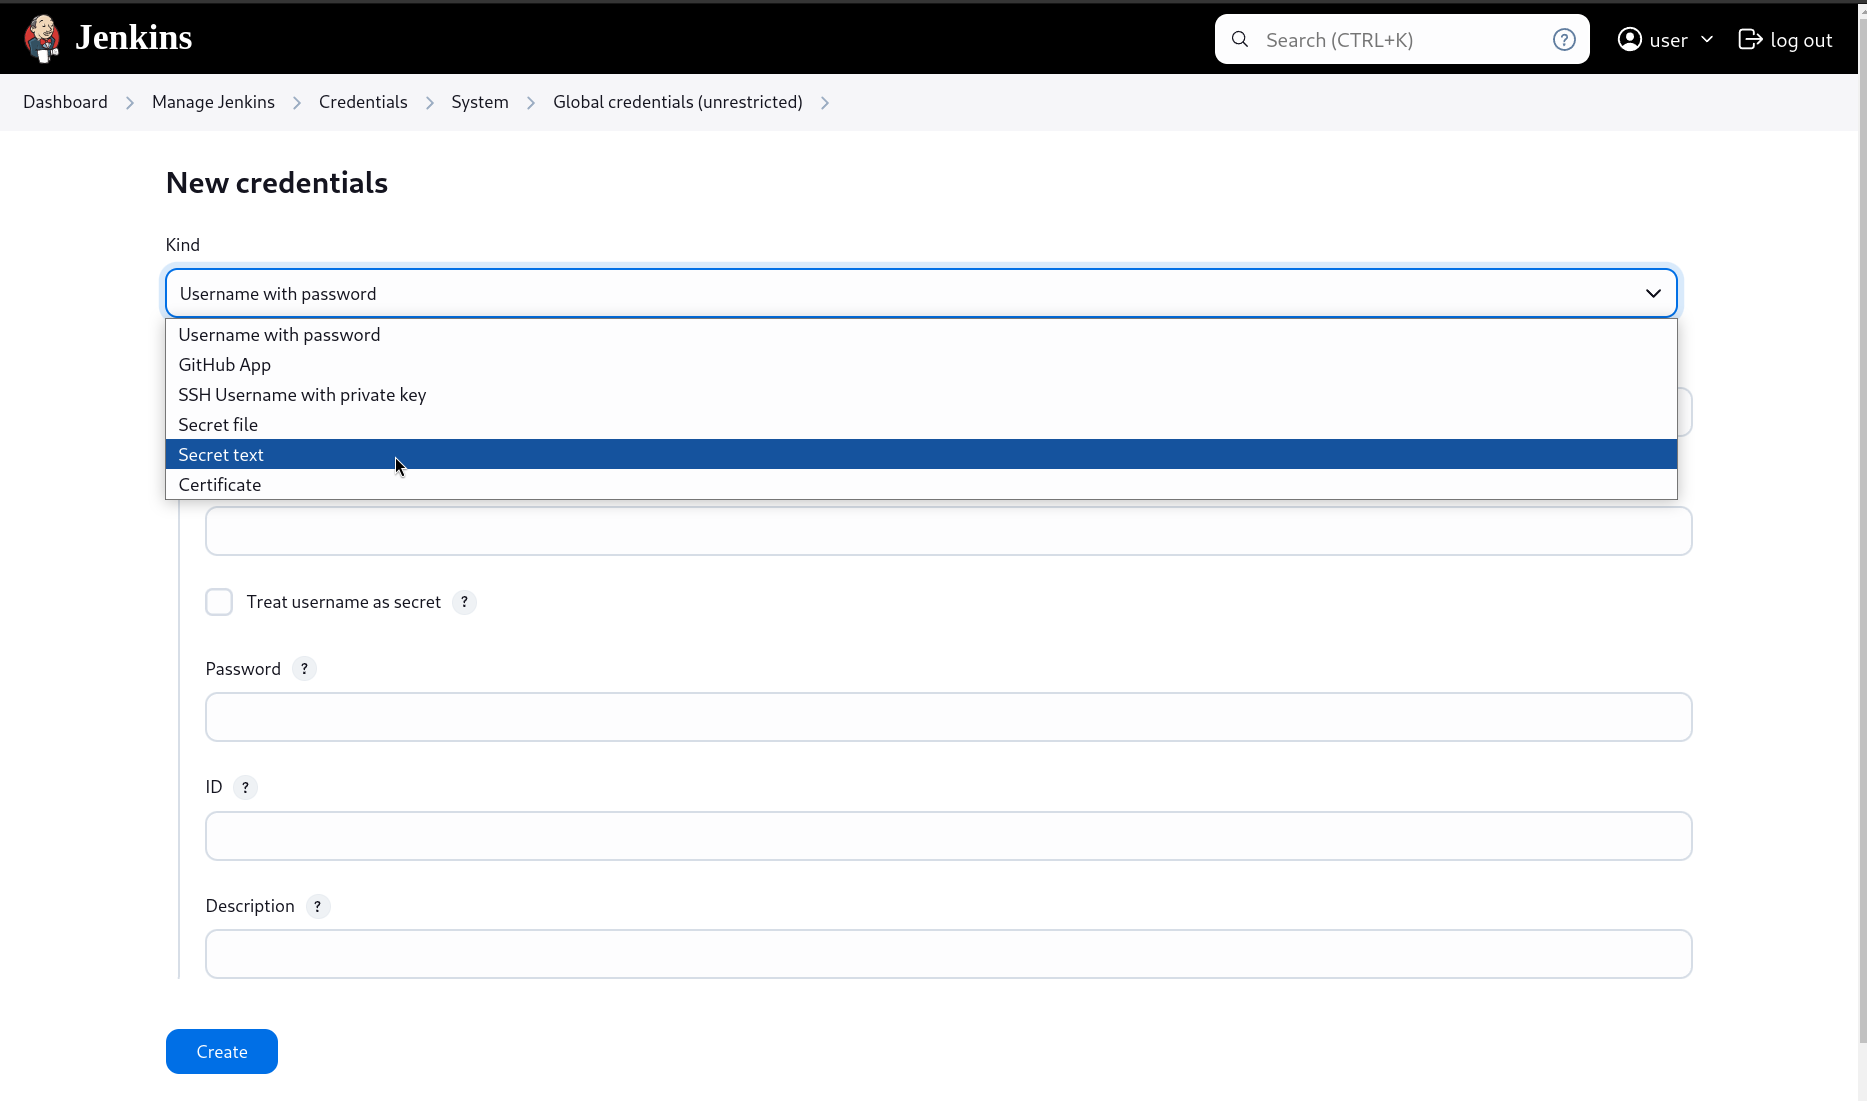 Jenkins
Search (CTRL+K)
?
user
log out
Dashboard
Manage Jenkins
Credentials
System
Global credentials (unrestricted)
New credentials
Kind
Username with password
Username with password
GitHub App
SSH Username with private key
Secret file
Secret text
Certificate
Treat username as secret ?
Password ?
ID ?
Description ?
Create